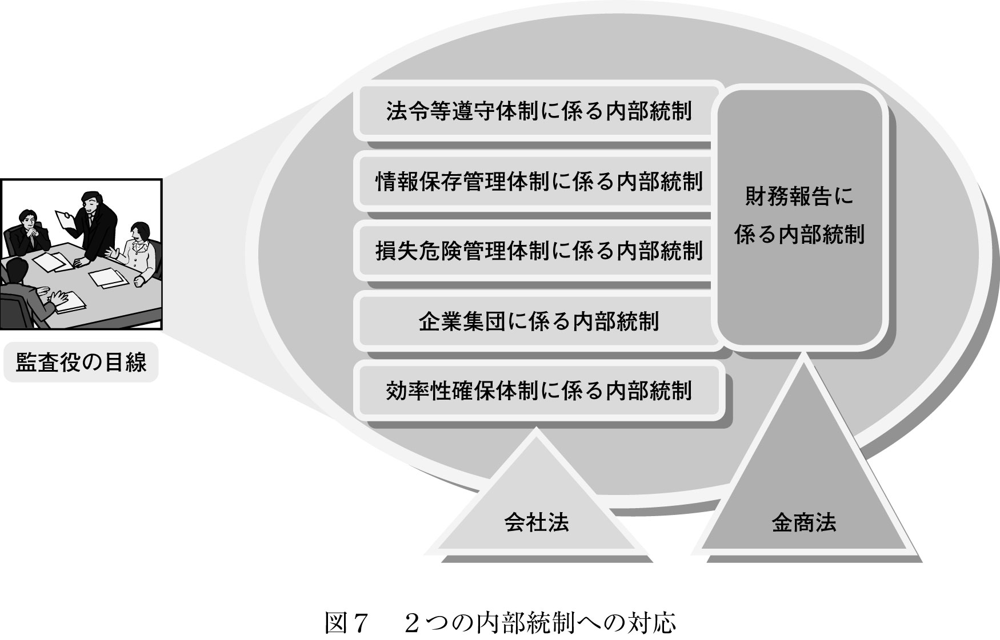 法令等遵守体制に係る内部統制
情報保存管理体制に係る内部統制
損失危険管理体制に係る内部統制
企業集団に係る内部統制
効率性確保体制に係る内部統制
財務報告に
係る内部統制
監査役の目線
会社法
金商法
図７　２つの内部統制への対応